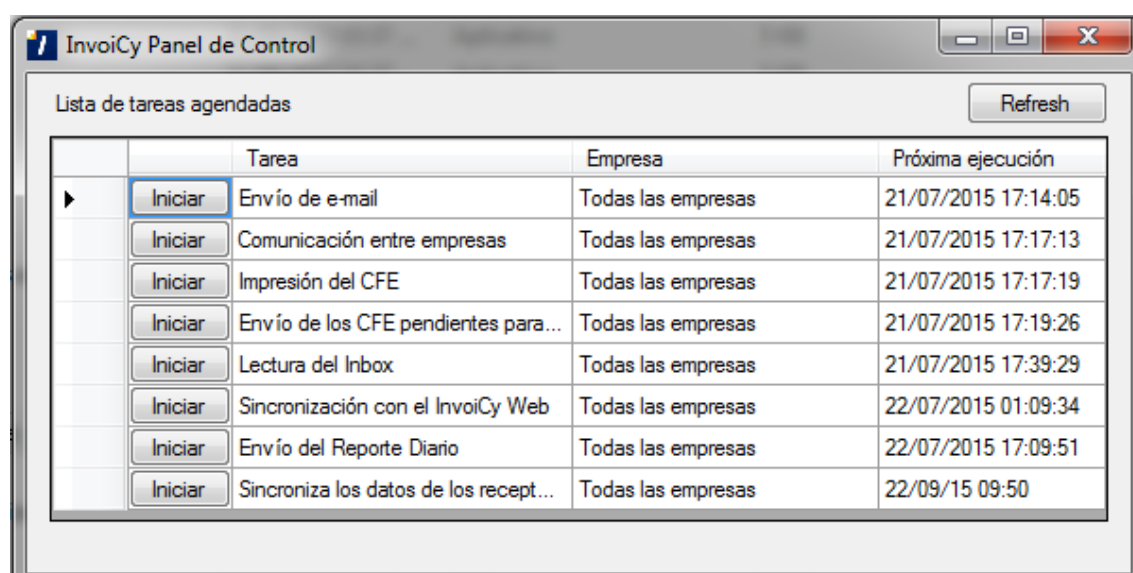 InvoiCy Panel de Control
Lista de tareas agendadas Refresh
Tarea Empresa Próxima ejecución
Iniciar Envío de e-mail Todas las empresas 21/07/2015 17:14:05
Iniciar Comunicación entre empresas Todas las empresas 21/07/2015 17:17:13
Iniciar Impresión del CFE Todas las empresas 21/07/2015 17:17:19
Iniciar Envío de los CFE pendientes para... Todas las empresas 21/07/2015 17:19:26
Iniciar Lectura del Inbox Todas las empresas 21/07/2015 17:39:29
Iniciar Sincronización con el InvoiCy Web Todas las empresas 22/07/2015 01:09:34
Iniciar Envío del Reporte Diario Todas las empresas 22/07/2015 17:09:51
Iniciar Sincroniza los datos de los recept... Todas las empresas 22/09/15 09:50